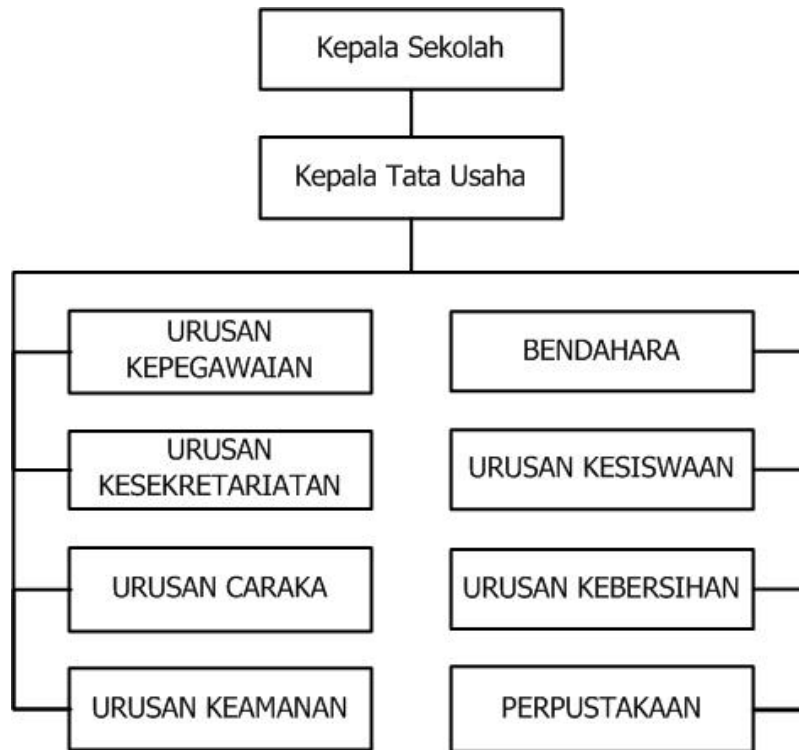 Kepala Sekolah
Kepala Tata Usaha
URUSAN
KEPEGAWAIAN
BENDAHARA
URUSAN
KESEKRETARIATAN
URUSAN KESISWAAN
URUSAN CARAKA
URUSAN KEBERSIHAN
URUSAN KEAMANAN
PERPUSTAKAAN